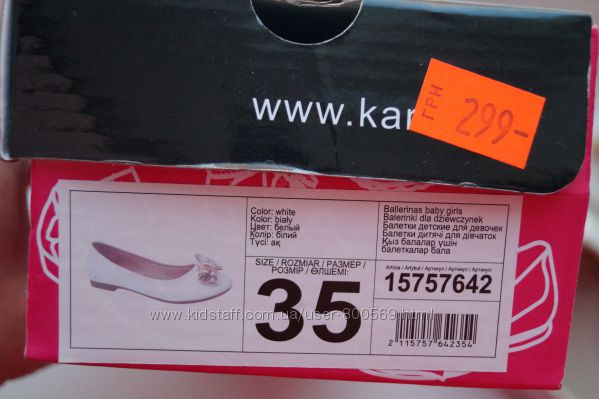 www.kar
ГРН 299-
Color: white
Kolor: biały
Цвет: белый
Колір: білий
Түсі: ақ
Ballerinas baby girls
Balerinki dla dziewczynek
Балетки детские для девочек
Балетки дитячі для дівчаток
Қыз балалар үшін
балеткалар бала
SIZE / ROZMIAR / РАЗМЕР /
РОЗМІР / ӨЛШЕМІ:
35
Article / Artykuł / Артикул / Артикул / Артикул:
15757642
2 115757 642354
www.kidstaff.com.ua/user-800569.html